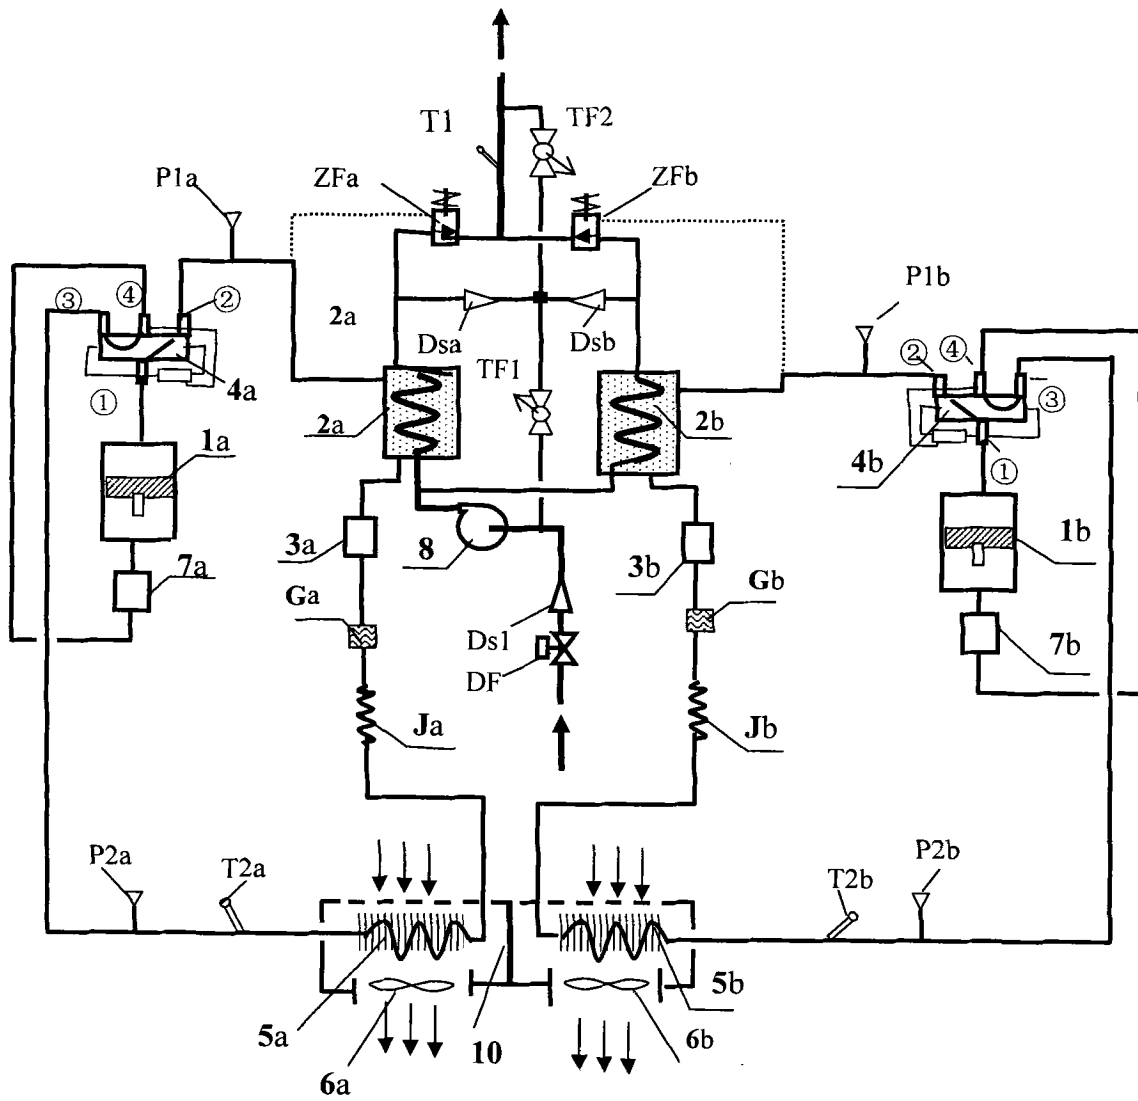 T1
TF2
P1a
ZFa
ZFb
③
④
②
2a
Dsa
Dsb
P1b
4a
TF1
②
④
①
2a
2b
③
4b
①
1a
1b
3a
8
3b
7a
Ga
Gb
Ds1
7b
DF
Ja
Jb
P2a
T2a
T2b
P2b
5a
10
5b
6a
6b